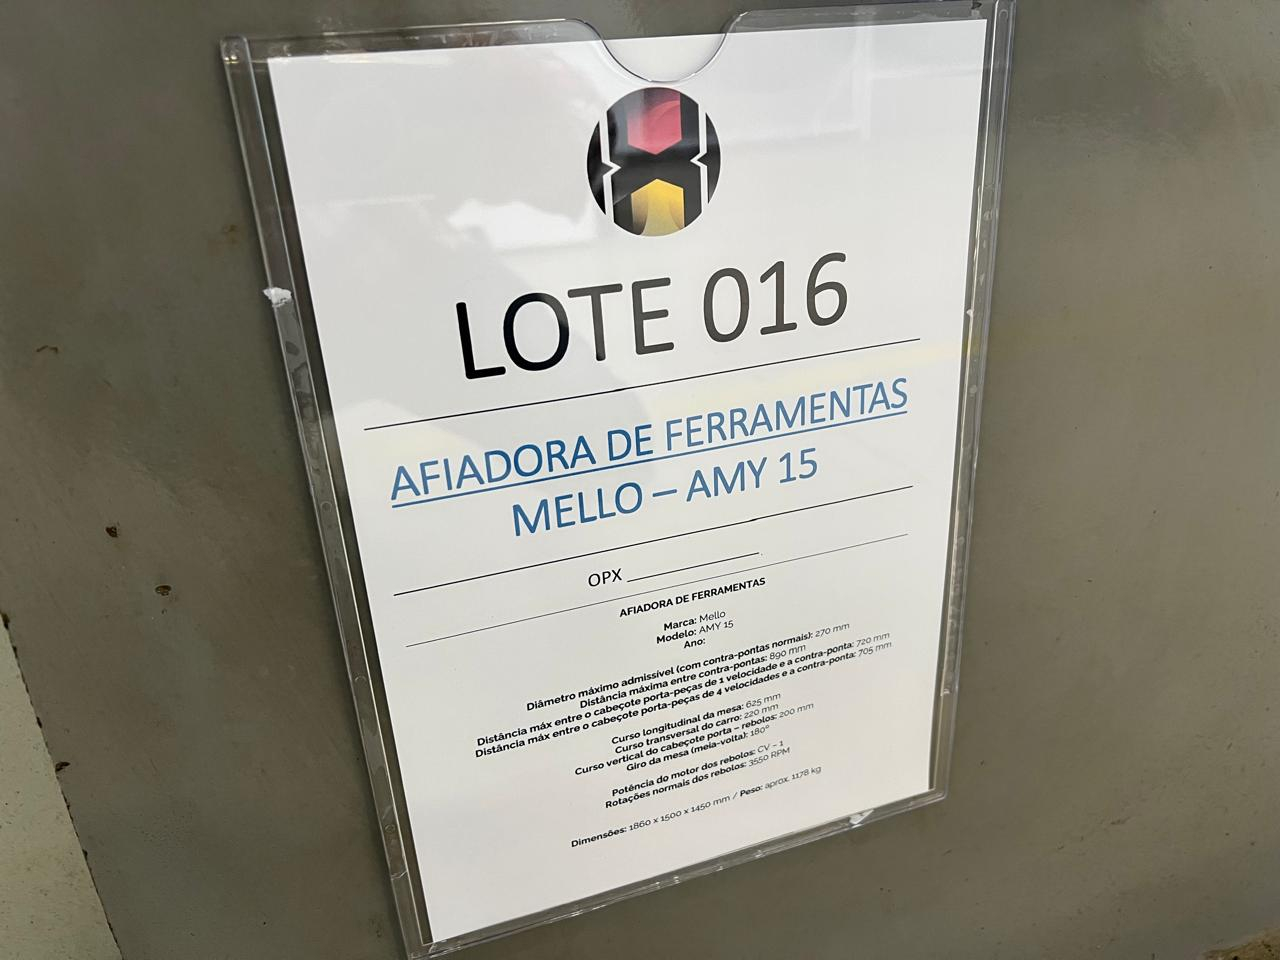 LOTE 016
AFIADORA DE FERRAMENTAS
MELLO – AMY 15
OPX ____________.
AFIADORA DE FERRAMENTAS
Marca: Mello
Modelo: AMY 15
Ano:
Diâmetro máximo admissível (com contra-pontas normais): 270 mm
Distância máxima entre contra-pontas: 890 mm
Distância máx entre o cabeçote porta-peças de 1 velocidade e a contra-ponta: 720 mm
Distância máx entre o cabeçote porta-peças de 4 velocidades e a contra-ponta: 705 mm
Curso longitudinal da mesa: 625 mm
Curso transversal do carro: 220 mm
Curso vertical do cabeçote porta – rebolos: 200 mm
Giro da mesa (meia-volta): 180°
Potência do motor dos rebolos: CV – 1
Rotações normais dos rebolos: 3550 RPM
Dimensões: 1860 x 1500 x 1450 mm / Peso: aprox. 1178 kg